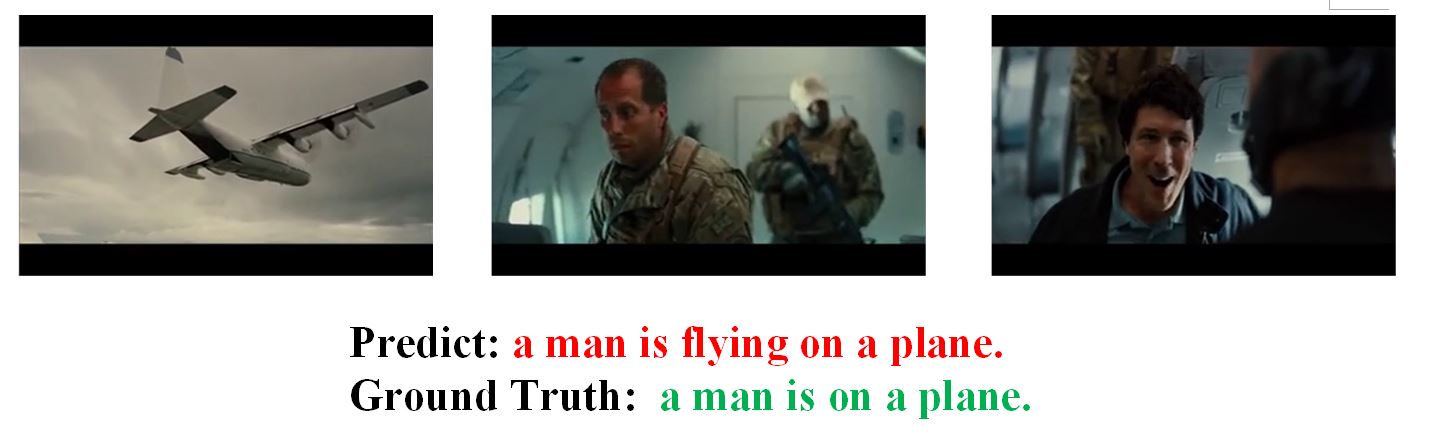 Predict: a man is flying on a plane.
Ground Truth: a man is on a plane.